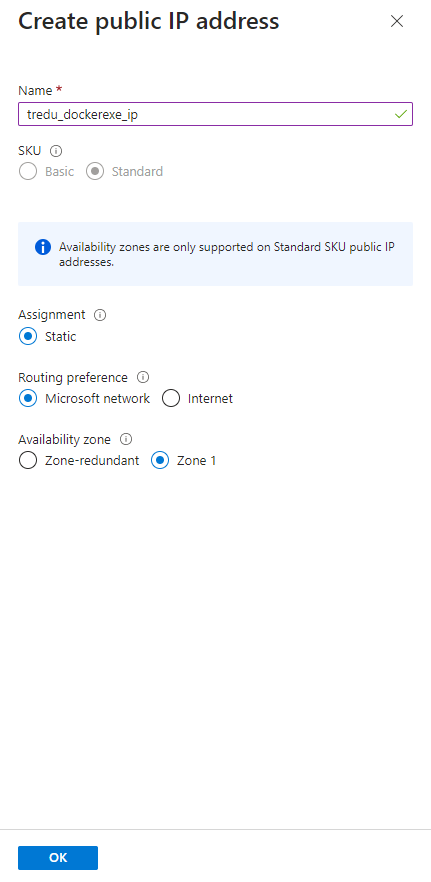 Create public IP address
Name *
tredu_dockerexe_ip
SKU
Basic Standard
Availability zones are only supported on Standard SKU public IP
addresses.
Assignment
Static
Routing preference
Microsoft network Internet
Availability zone
Zone-redundant Zone 1
OK